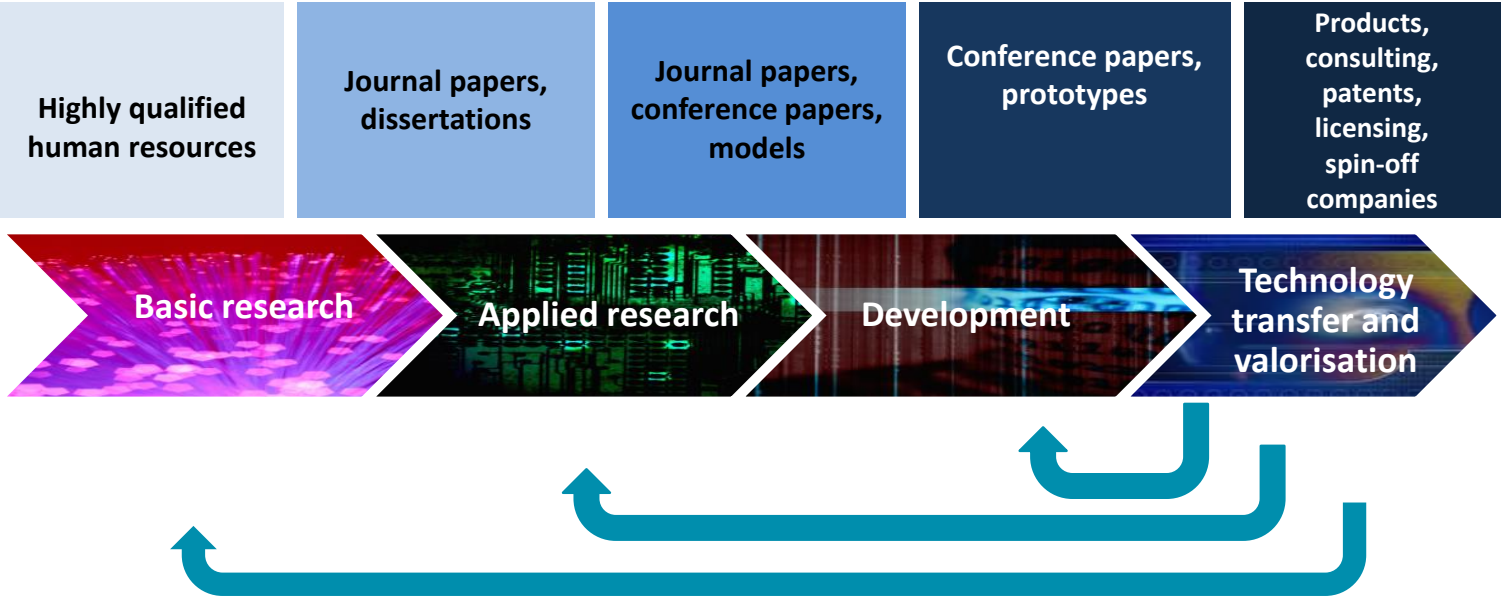 Highly qualified
human resources
Journal papers,
dissertations
Journal papers,
conference papers,
models
Conference papers,
prototypes
Products,
consulting,
patents,
licensing,
spin-off
companies
Basic research
Applied research
Development
Technology
transfer and
valorisation